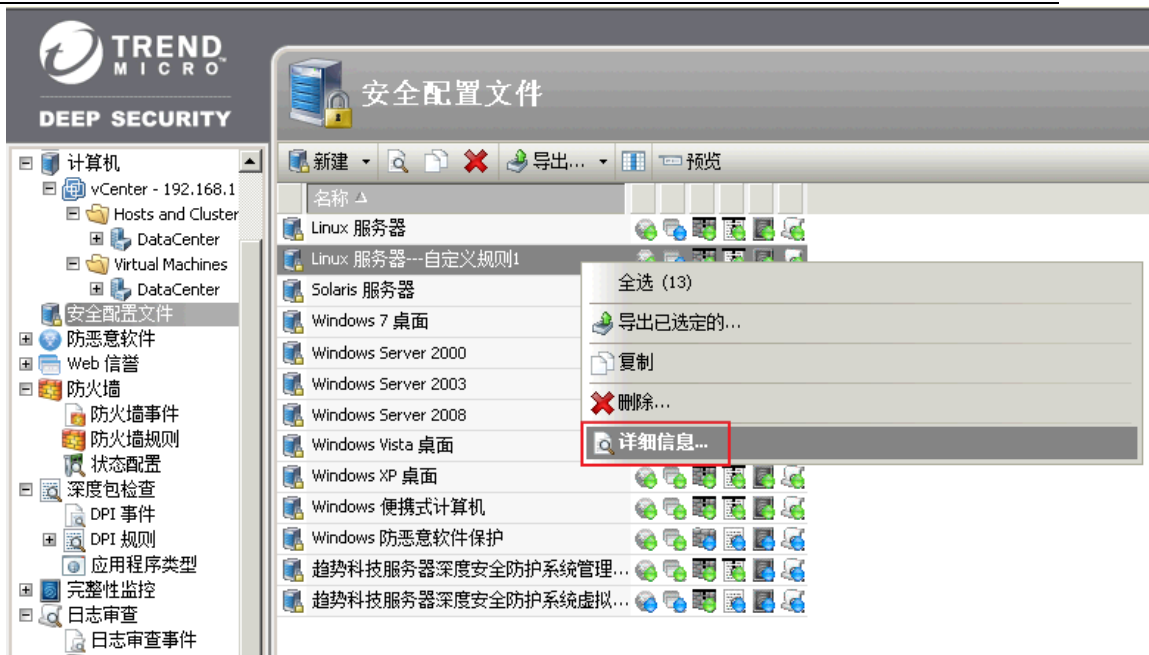 TREND
MICRO™
DEEP SECURITY
安全配置文件
新建
导出...
预览
计算机
vCenter - 192.168.1
Hosts and Cluster
DataCenter
Virtual Machines
DataCenter
安全配置文件
防恶意软件
Web 信誉
防火墙
防火墙事件
防火墙规则
状态配置
深度包检查
DPI 事件
DPI 规则
应用程序类型
完整性监控
日志审查
日志审查事件
名称
Linux 服务器
Linux 服务器---自定义规则1
Solaris 服务器
Windows 7 桌面
Windows Server 2000
Windows Server 2003
Windows Server 2008
Windows Vista 桌面
Windows XP 桌面
Windows 便携式计算机
Windows 防恶意软件保护
趋势科技服务器深度安全防护系统管理...
趋势科技服务器深度安全防护系统虚拟...
全选 (13)
导出已选定的...
复制
删除...
详细信息...